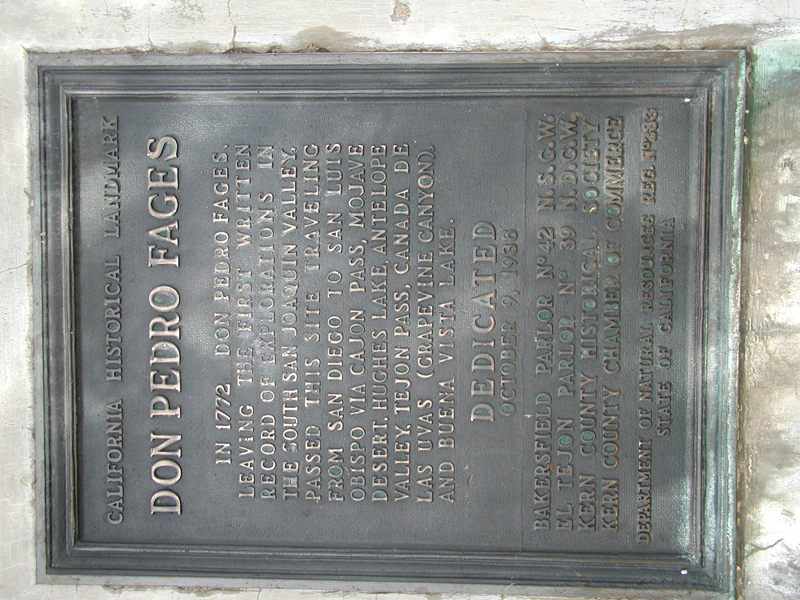 CALIFORNIA HISTORICAL LANDMARK
DON PEDRO FAGES
IN 1772 DON PEDRO FAGES,
LEAVING THE FIRST WRITTEN
RECORD OF EXPLORATIONS IN
THE SOUTH SAN JOAQUIN VALLEY,
PASSED THIS SITE TRAVELING
FROM SAN DIEGO TO SAN LUIS
OBISPO VIA CAJON PASS, MOJAVE
DESERT, HUGHES LAKE, ANTELOPE
VALLEY, TEJON PASS, CANADA DE
LAS UVAS (GRAPEVINE CANYON),
AND BUENA VISTA LAKE.
DEDICATED
OCTOBER 9, 1938
BAKERSFIELD PARLOR Nº 42 N.S.G.W.
EL TEJON PARLOR Nº 39 N.D.G.W.
KERN COUNTY HISTORICAL SOCIETY
KERN COUNTY CHAMBER OF COMMERCE
DEPARTMENT OF NATURAL RESOURCES REG. Nº 283
STATE OF CALIFORNIA